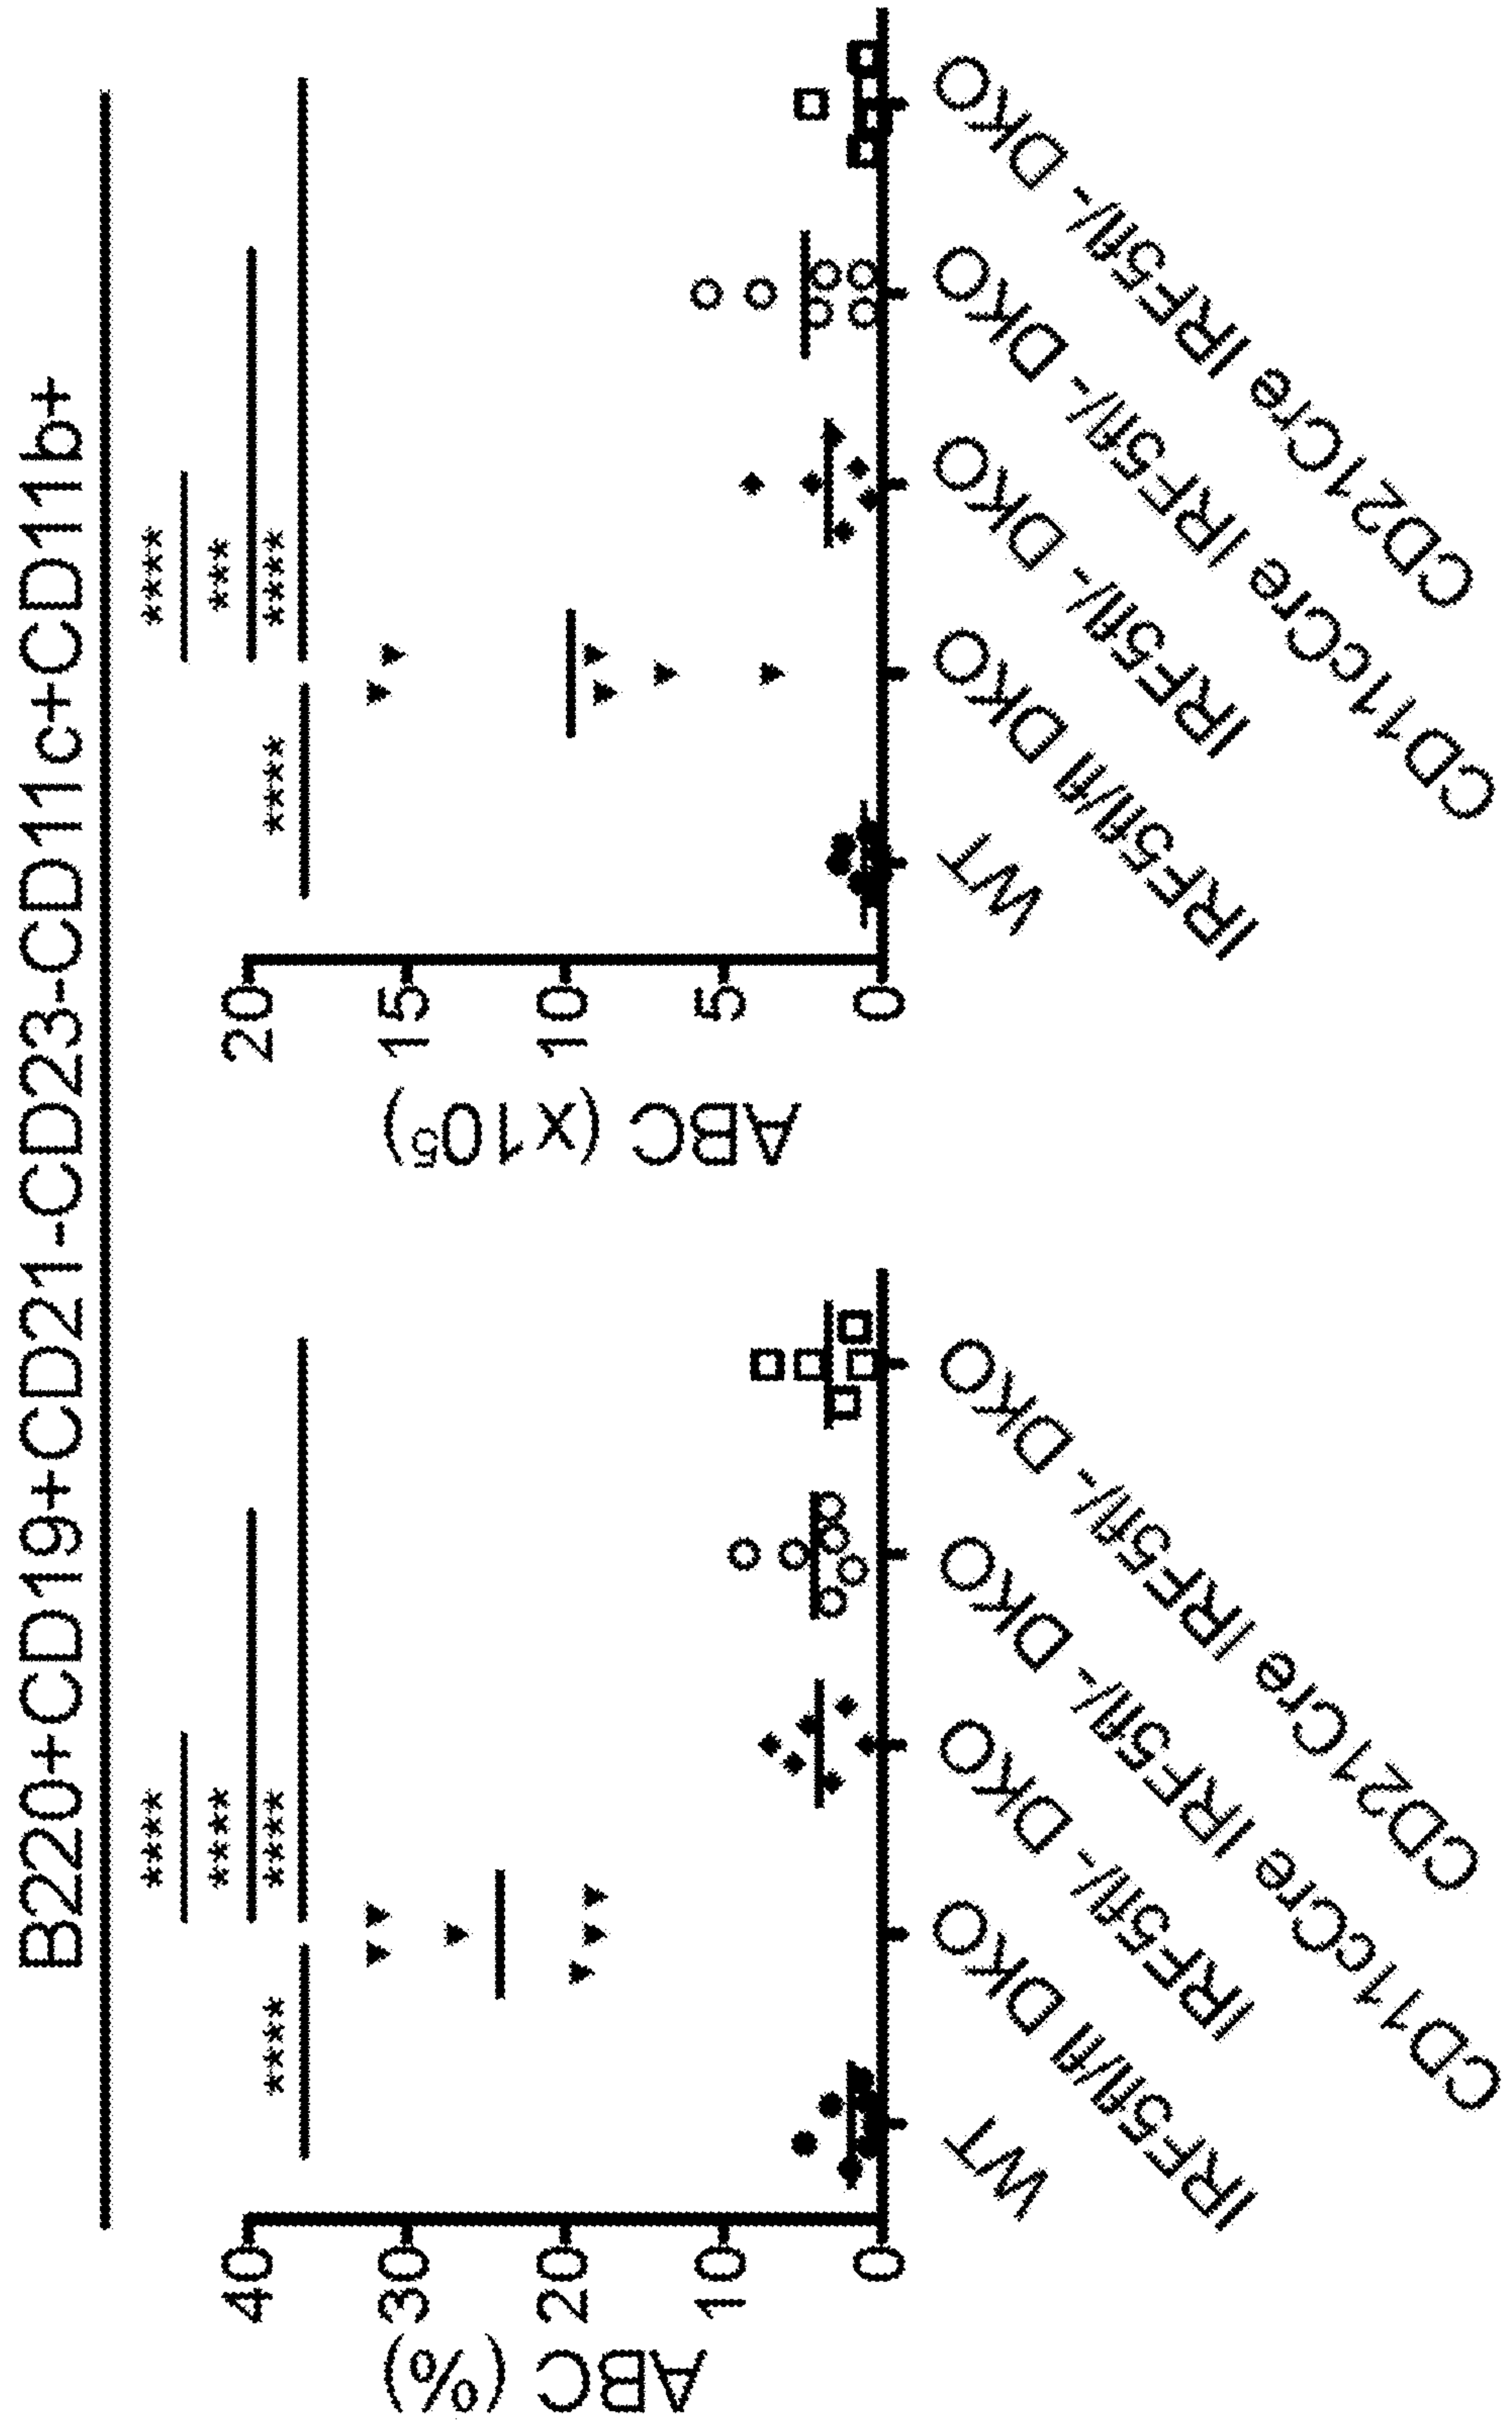 B220+CD19+CD21-CD23-CD11c+CD11b+
ABC (%)
40
30
20
10
0
****
****
****
****
WT
IRF5fl/fl DKO
IRF5fl/- DKO
CD11cCre IRF5fl/- DKO
CD21Cre IRF5fl/- DKO
ABC (x10⁵)
20
15
10
5
0
****
***
****
****
WT
IRF5fl/fl DKO
IRF5fl/- DKO
CD11cCre IRF5fl/- DKO
CD21Cre IRF5fl/- DKO